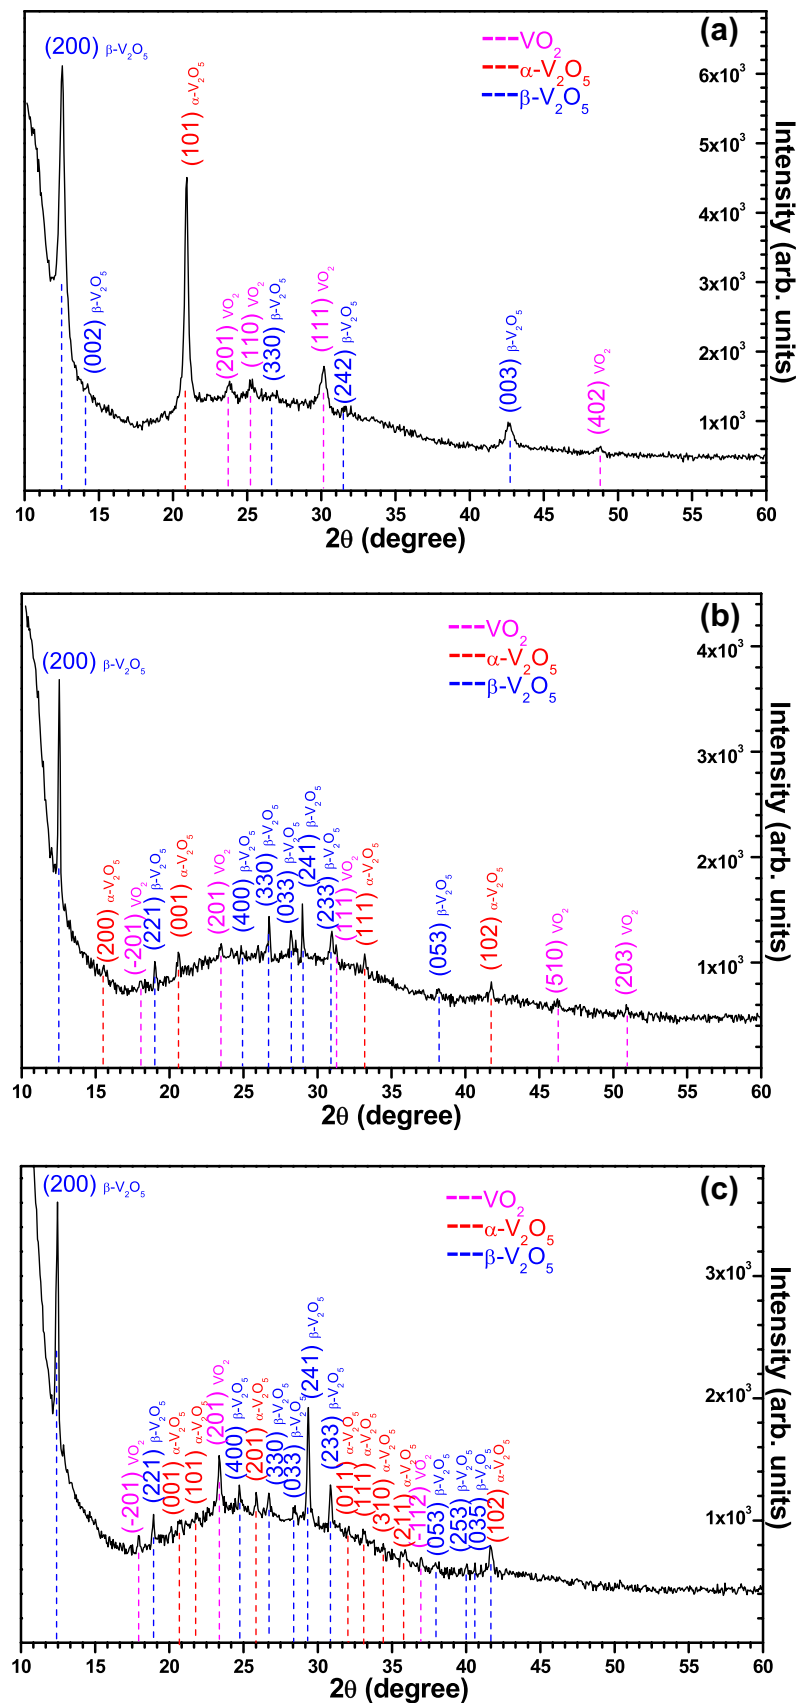 (a)
VO2
α-V2O5
β-V2O5
(200) β-V2O5
(002) β-V2O5
(101) α-V2O5
(201) VO2
(110) VO2
(330) β-V2O5
(111) VO2
(242) β-V2O5
(003) β-V2O5
(402) VO2
6x10³
5x10³
4x10³
3x10³
2x10³
1x10³
Intensity (arb. units)
10 15 20 25 30 35 40 45 50 55 60
2θ (degree)
(b)
VO2
α-V2O5
β-V2O5
(200) β-V2O5
(200) α-V2O5
(-201) VO2
(221) β-V2O5
(001) α-V2O5
(201) VO2
(400) β-V2O5
(330) β-V2O5
(033) β-V2O5
(241) β-V2O5
(233) β-V2O5
(111) VO2
(111) α-V2O5
(053) β-V2O5
(102) α-V2O5
(510) VO2
(203) VO2
4x10³
3x10³
2x10³
1x10³
Intensity (arb. units)
10 15 20 25 30 35 40 45 50 55 60
2θ (degree)
(c)
VO2
α-V2O5
β-V2O5
(200) β-V2O5
(-201) VO2
(221) β-V2O5
(001) α-V2O5
(101) α-V2O5
(201) VO2
(400) β-V2O5
(201) α-V2O5
(330) β-V2O5
(033) β-V2O5
(241) β-V2O5
(233) β-V2O5
(011) α-V2O5
(111) α-V2O5
(310) α-V2O5
(211) α-V2O5
(-112) VO2
(053) β-V2O5
(253) β-V2O5
(035) β-V2O5
(102) α-V2O5
3x10³
2x10³
1x10³
Intensity (arb. units)
10 15 20 25 30 35 40 45 50 55 60
2θ (degree)